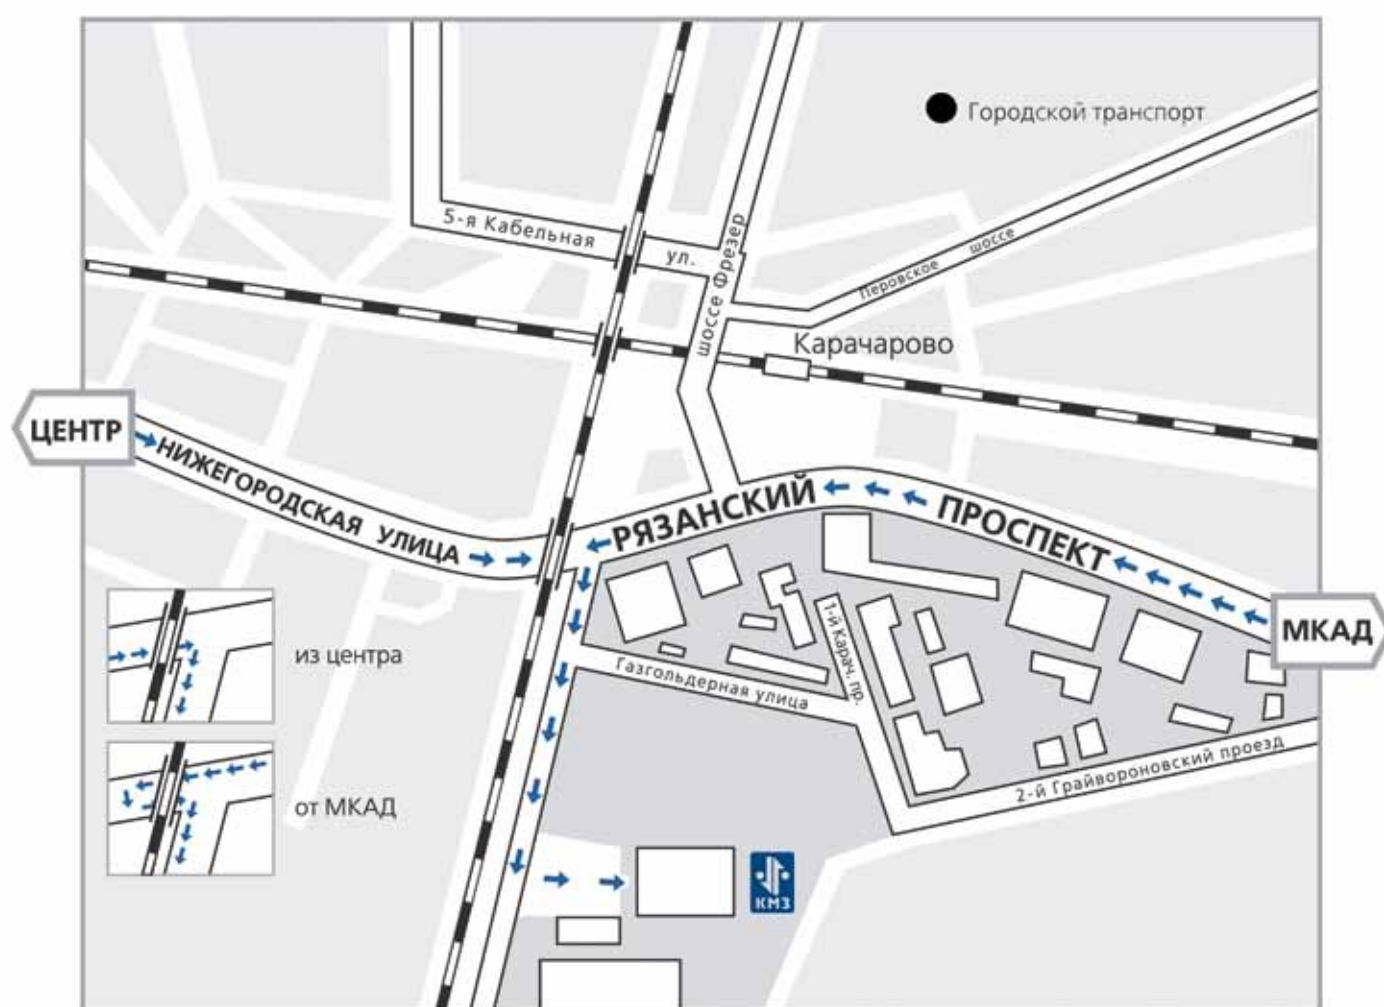 Городской транспорт
5-я Кабельная ул.
шоссе Фрезер
Перовское шоссе
Карачарово
ЦЕНТР
НИЖЕГОРОДСКАЯ УЛИЦА
РЯЗАНСКИЙ ПРОСПЕКТ
МКАД
1-й Карач. пр.
Газгольдерная улица
из центра
2-й Грайвороновский проезд
от МКАД
КМЗ